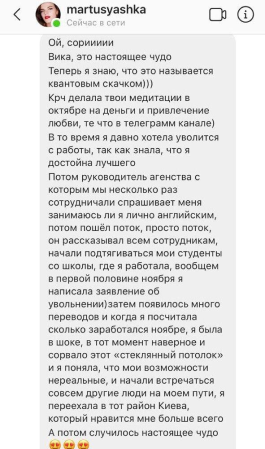 martusyashka
Сейчас в сети
Ой, сориииии
Вика, это настоящее чудо
Теперь я знаю, что это называется
квантовым скачком)))
Крч делала твои медитации в
октябре на деньги и привлечение
любви, те что в телеграмм канале)
В то время я давно хотела уволится
с работы, так как знала, что я
достойна лучшего
Потом руководитель агенства с
которым мы несколько раз
сотрудничали спрашивает меня
занимаюсь ли я лично английским,
потом пошёл поток, просто поток,
он рассказывал всем сотрудникам,
начали подтягиваться мои студенты
со школы, где я работала, вообщем
в первой половине ноября я
написала заявление об
увольнении)затем появилось много
переводов и когда я посчитала
сколько заработался ноябре, я была
в шоке, в тот момент наверное и
сорвало этот «стеклянный потолок»
и я поняла, что мои возможности
нереальные, и начали встречаться
совсем другие люди на моем пути, я
переехала в тот район Киева,
который нравится мне больше всего
А потом случилось настоящее чудо
😍😍😍